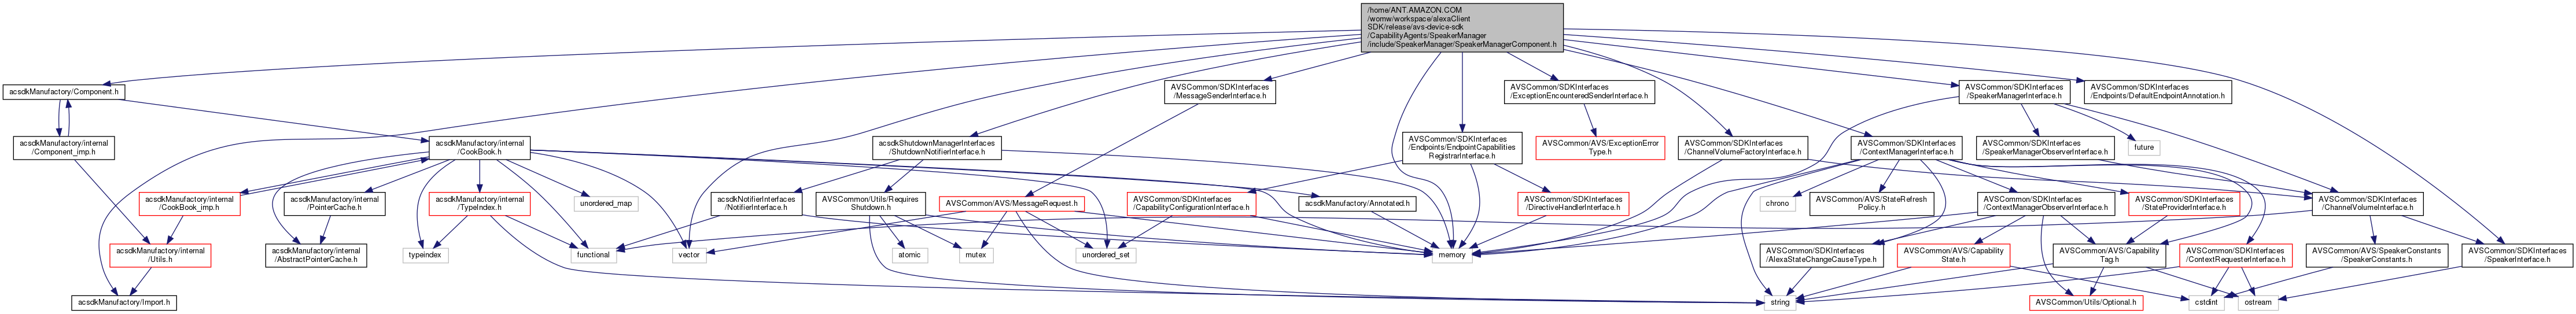 /home/ANT.AMAZON.COM
/womw/workspace/alexaClient
SDK/release/avs-device-sdk
/CapabilityAgents/SpeakerManager
/include/SpeakerManager/SpeakerManagerComponent.h
acsdkManufactory/Component.h
AVSCommon/SDKInterfaces
/MessageSenderInterface.h
AVSCommon/SDKInterfaces
/ExceptionEncounteredSenderInterface.h
AVSCommon/SDKInterfaces
/SpeakerManagerInterface.h
AVSCommon/SDKInterfaces
/Endpoints/DefaultEndpointAnnotation.h
acsdkManufactory/internal
/Component_imp.h
acsdkManufactory/internal
/CookBook.h
acsdkShutdownManagerInterfaces
/ShutdownNotifierInterface.h
AVSCommon/SDKInterfaces
/Endpoints/EndpointCapabilities
RegistrarInterface.h
AVSCommon/AVS/ExceptionError
Type.h
AVSCommon/SDKInterfaces
/ChannelVolumeFactoryInterface.h
AVSCommon/SDKInterfaces
/ContextManagerInterface.h
AVSCommon/SDKInterfaces
/SpeakerManagerObserverInterface.h
future
acsdkManufactory/internal
/CookBook_imp.h
acsdkManufactory/internal
/PointerCache.h
acsdkManufactory/internal
/TypeIndex.h
unordered_map
acsdkNotifierInterfaces
/NotifierInterface.h
AVSCommon/Utils/Requires
Shutdown.h
AVSCommon/AVS/MessageRequest.h
AVSCommon/SDKInterfaces
/CapabilityConfigurationInterface.h
acsdkManufactory/Annotated.h
AVSCommon/SDKInterfaces
/DirectiveHandlerInterface.h
chrono
AVSCommon/AVS/StateRefresh
Policy.h
AVSCommon/SDKInterfaces
/ContextManagerObserverInterface.h
AVSCommon/SDKInterfaces
/StateProviderInterface.h
AVSCommon/SDKInterfaces
/ChannelVolumeInterface.h
acsdkManufactory/internal
/Utils.h
acsdkManufactory/internal
/AbstractPointerCache.h
typeindex
functional
vector
atomic
mutex
unordered_set
memory
AVSCommon/SDKInterfaces
/AlexaStateChangeCauseType.h
AVSCommon/AVS/Capability
State.h
AVSCommon/AVS/Capability
Tag.h
AVSCommon/SDKInterfaces
/ContextRequesterInterface.h
AVSCommon/AVS/SpeakerConstants
/SpeakerConstants.h
AVSCommon/SDKInterfaces
/SpeakerInterface.h
acsdkManufactory/Import.h
string
AVSCommon/Utils/Optional.h
cstdint
ostream